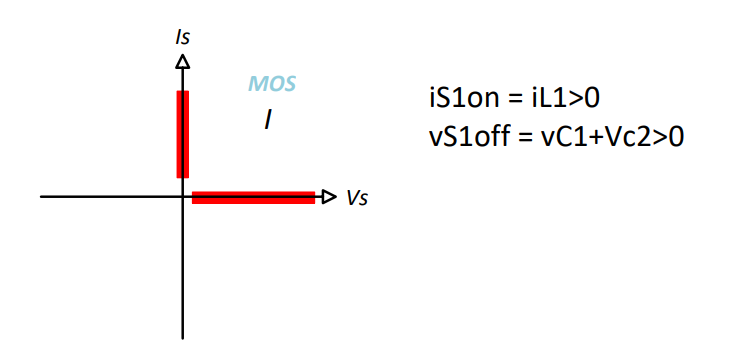 Is
MOS
I
Vs
iS1on = iL1>0
vS1off = vC1+Vc2>0